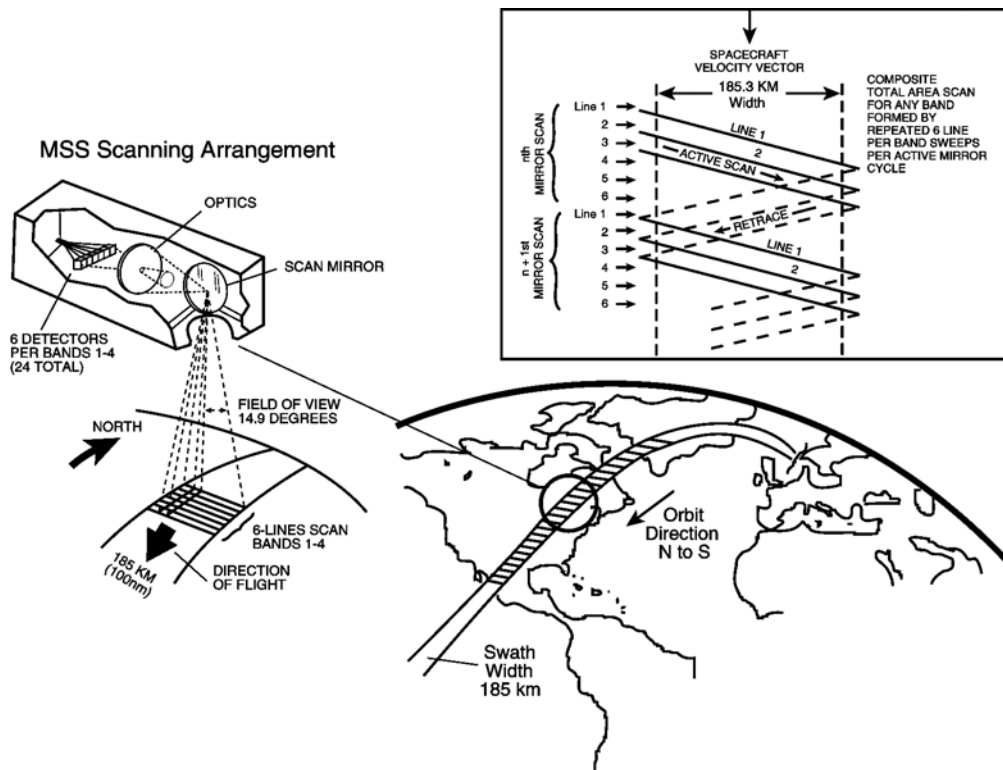 MSS Scanning Arrangement
OPTICS
SCAN MIRROR
6 DETECTORS
PER BANDS 1-4
(24 TOTAL)
FIELD OF VIEW
14.9 DEGREES
NORTH
6-LINES SCAN
BANDS 1-4
185 KM
(100nm)
DIRECTION
OF FLIGHT
SPACECRAFT
VELOCITY VECTOR
185.3 KM
Width
COMPOSITE
TOTAL AREA SCAN
FOR ANY BAND
FORMED BY
REPEATED 6 LINE
PER BAND SWEEPS
PER ACTIVE MIRROR
CYCLE
nth
MIRROR SCAN
Line 1
2
3
4
5
6
n + 1st
MIRROR SCAN
Line 1
2
3
4
5
6
LINE 1
2
ACTIVE SCAN
RETRACE
LINE 1
2
Orbit
Direction
N to S
Swath
Width
185 km